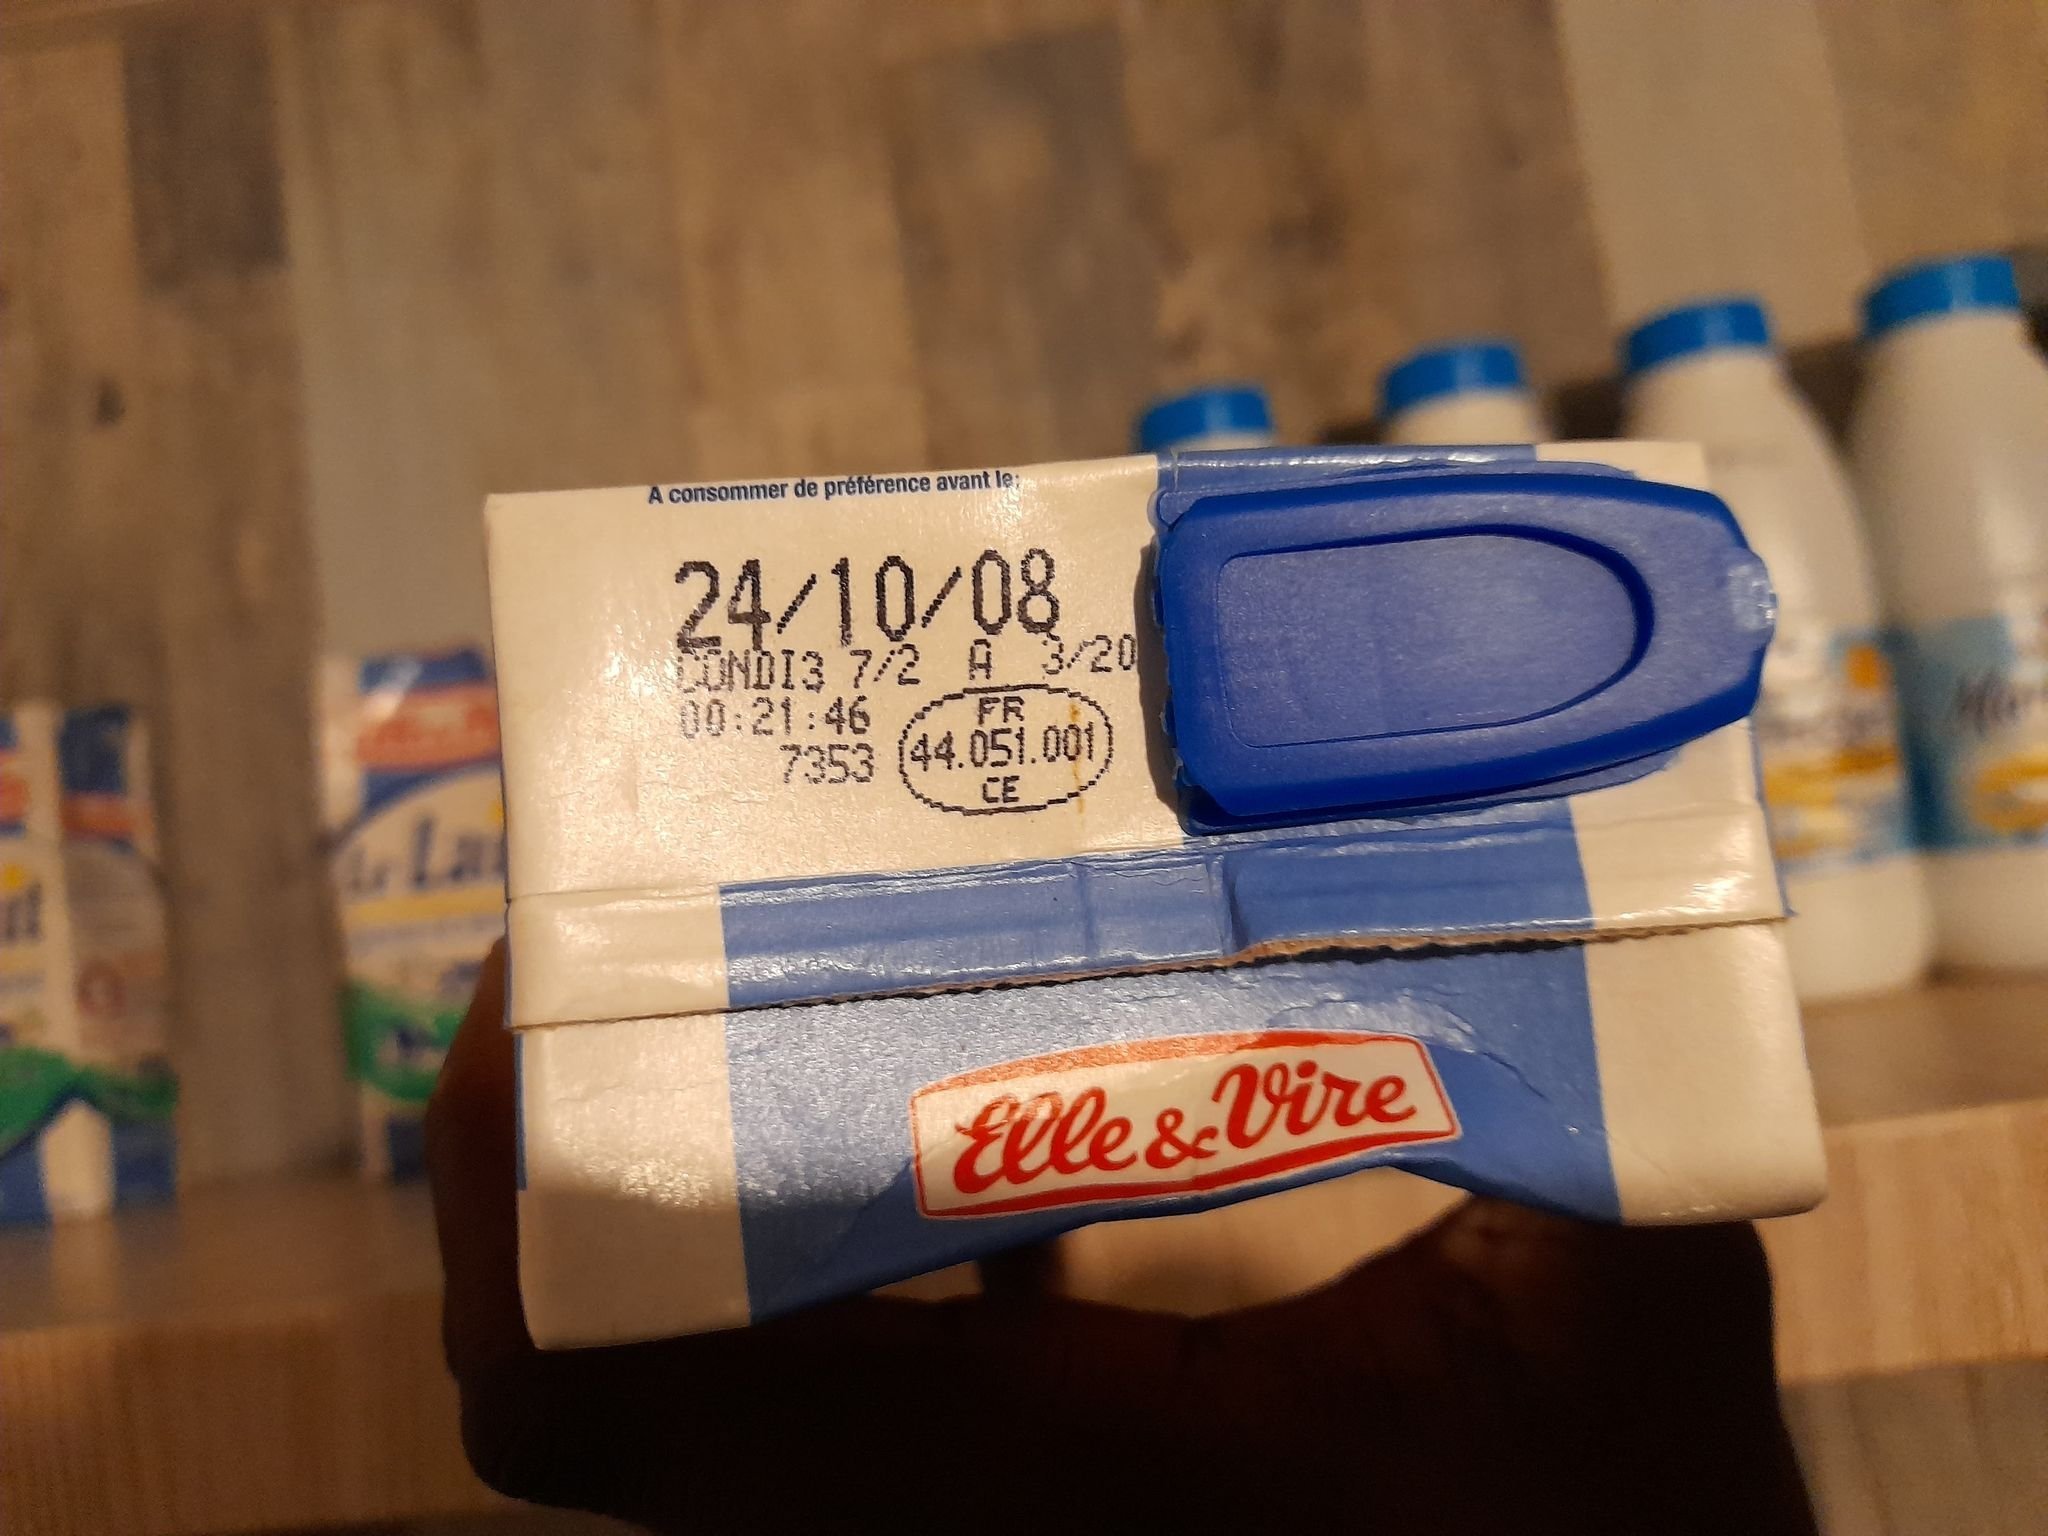 A consommer de préférence avant le:
24/10/08
CONDI3 7/2 A 3/20
00:21:46
7353
FR
44.051.001
CE
Elle & Vire
Lait